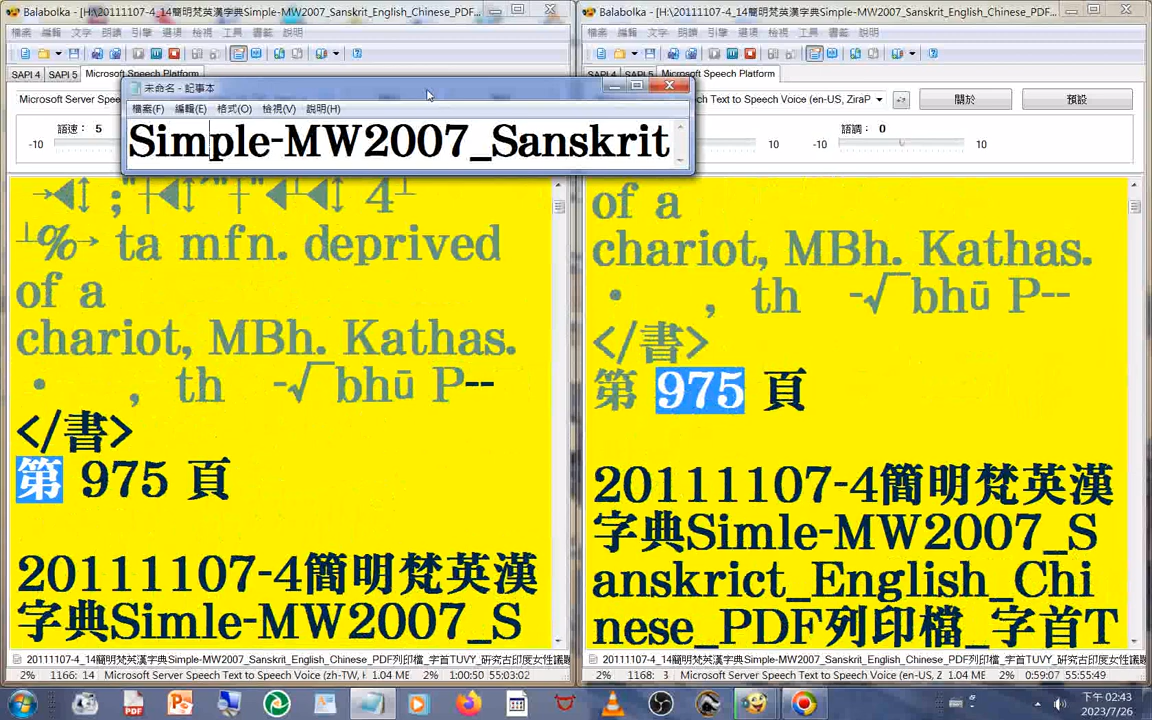 Balabolka - [H:\20111107-4_14簡明梵英漢字典Simple-MW2007_Sanskrit_English_Chinese_PDF...
檔案 編輯 文字 朗讀 引擎 選項 檢視 工具 書籤 說明
SAPI 4 SAPI 5 Microsoft Speech Platform
Microsoft Server Spee
語速： 5
-10
未命名 - 記事本
檔案(F) 編輯(E) 格式(O) 檢視(V) 說明(H)
Simple-MW2007_Sanskrit
ta mfn. deprived
of a
chariot, MBh. Kathas.
• , th -√bhū P--
</書>
第 975 頁
20111107-4簡明梵英漢
字典Simle-MW2007_S
20111107-4_14簡明梵英漢字典Simple-MW2007_Sanskrit_English_Chinese_PDF列印檔_字首TUVY_研究古印度女性議題
2% 1166: 14 Microsoft Server Speech Text to Speech Voice (zh-TW, 1.04 MB 2% 1:00:50 55:03:02
Balabolka - [H:\20111107-4_14簡明梵英漢字典Simple-MW2007_Sanskrit_English_Chinese_PDF...
檔案 編輯 文字 朗讀 引擎 選項 檢視 工具 書籤 說明
Microsoft Speech Platform
Text to Speech Voice (en-US, ZiraP
關於
預設
10
語調： 0
-10 10
of a
chariot, MBh. Kathas.
• , th -√bhū P--
</書>
第 975 頁
20111107-4簡明梵英漢
字典Simle-MW2007_S
anskrict_English_Chi
nese_PDF列印檔_字首T
20111107-4_14簡明梵英漢字典Simple-MW2007_Sanskrit_English_Chinese_PDF列印檔_字首TUVY_研究古印度女性議題
2% 1168: 3 Microsoft Server Speech Text to Speech Voice (en-US, 1.04 MB 2% 0:59:07 55:55:49
下午 02:43
2023/7/26